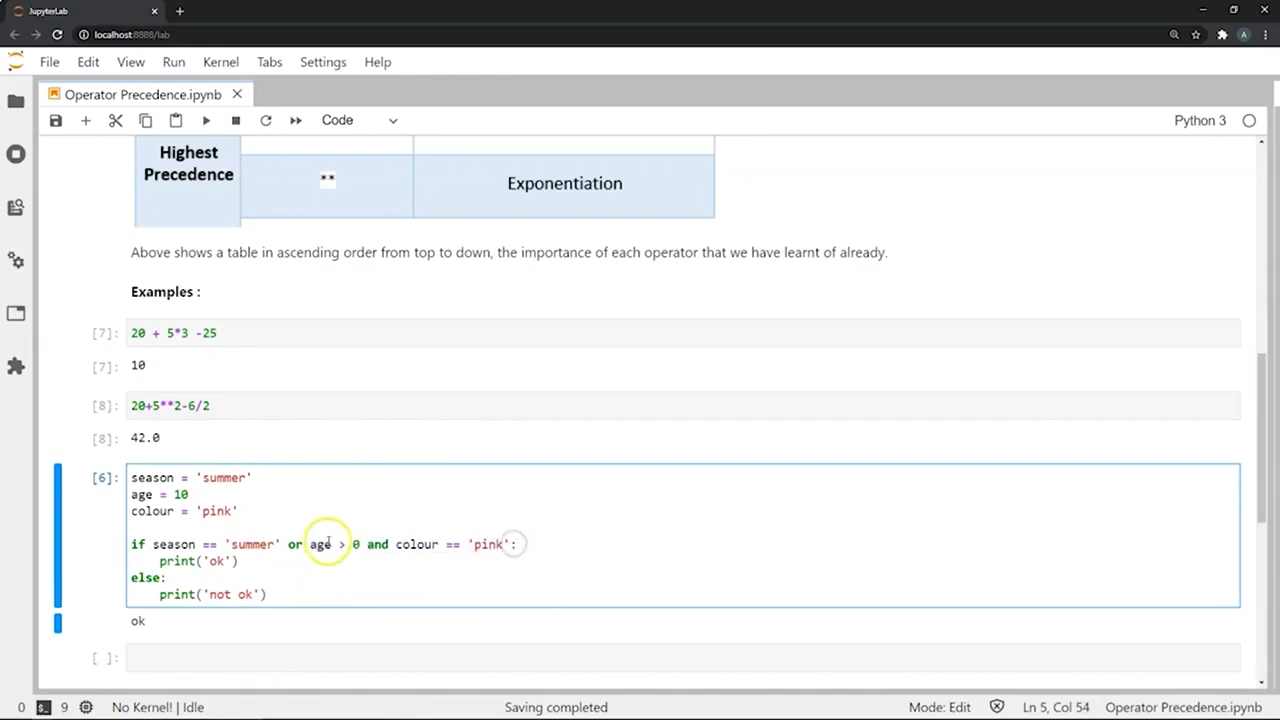 JupyterLab
localhost:8888/lab
A
File Edit View Run Kernel Tabs Settings Help
Operator Precedence.ipynb
Code
Python 3
Highest
Precedence
**
Exponentiation
Above shows a table in ascending order from top to down, the importance of each operator that we have learnt of already.
Examples :
[7]: 20 + 5*3 -25
[7]: 10
[8]: 20+5**2-6/2
[8]: 42.0
[6]: season = 'summer'
age = 10
colour = 'pink'
if season == 'summer' or age > 0 and colour == 'pink':
print('ok')
else:
print('not ok')
ok
[ ]:
0 $_ 9 No Kernel! | Idle Saving completed Mode: Edit Ln 5, Col 54 Operator Precedence.ipynb